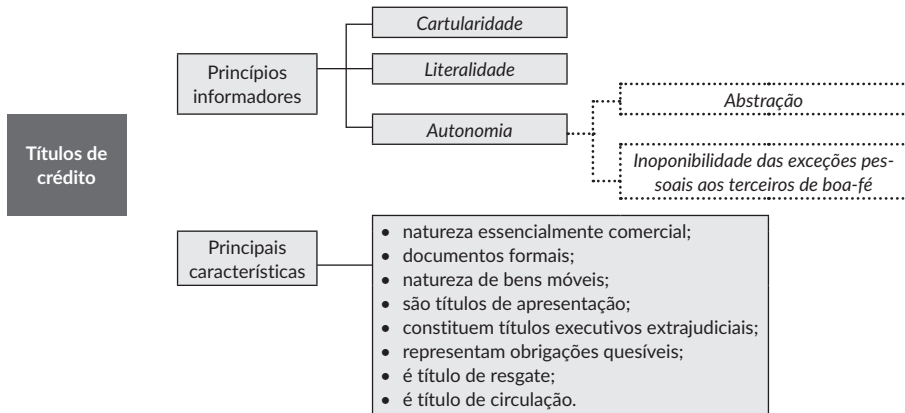 Títulos de
crédito
Princípios
informadores
Cartularidade
Literalidade
Autonomia
Abstração
Inoponibilidade das exceções pes-
soais aos terceiros de boa-fé
Principais
características
• natureza essencialmente comercial;
• documentos formais;
• natureza de bens móveis;
• são títulos de apresentação;
• constituem títulos executivos extrajudiciais;
• representam obrigações quesíveis;
• é título de resgate;
• é título de circulação.